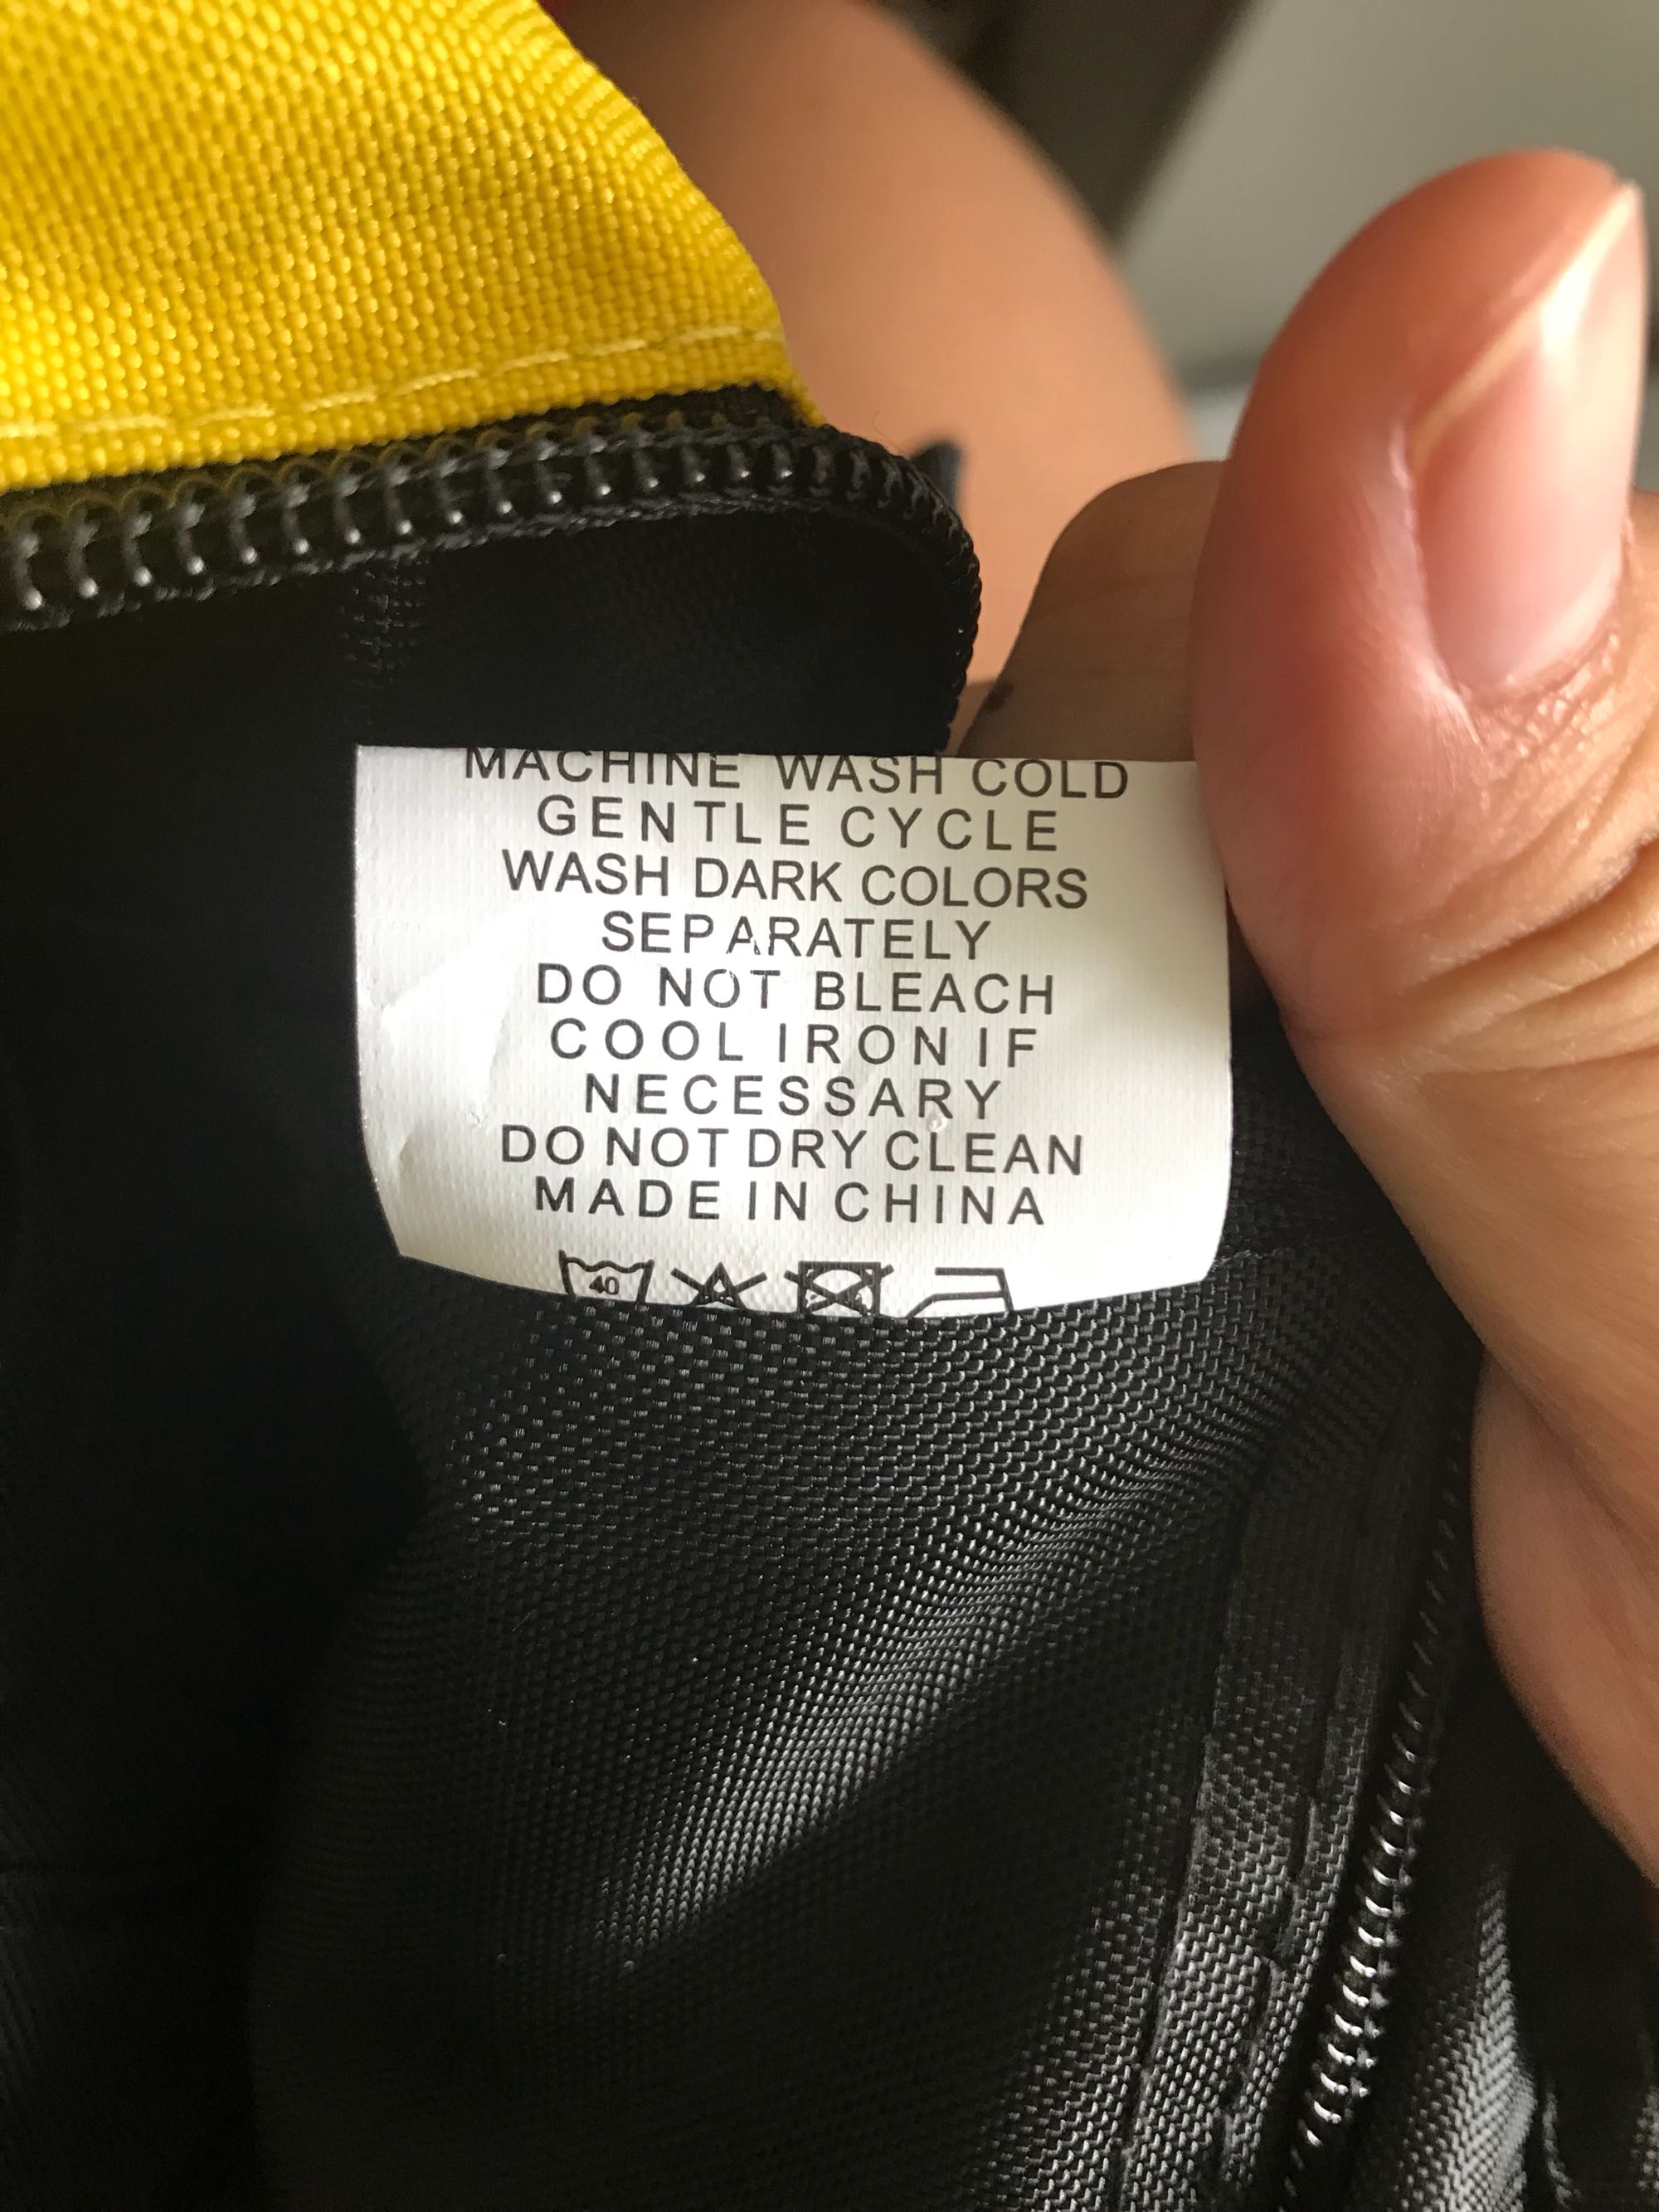 MACHINE WASH COLD
GENTLE CYCLE
WASH DARK COLORS
SEPARATELY
DO NOT BLEACH
COOL IRON IF
NECESSARY
DO NOT DRY CLEAN
MADE IN CHINA
40